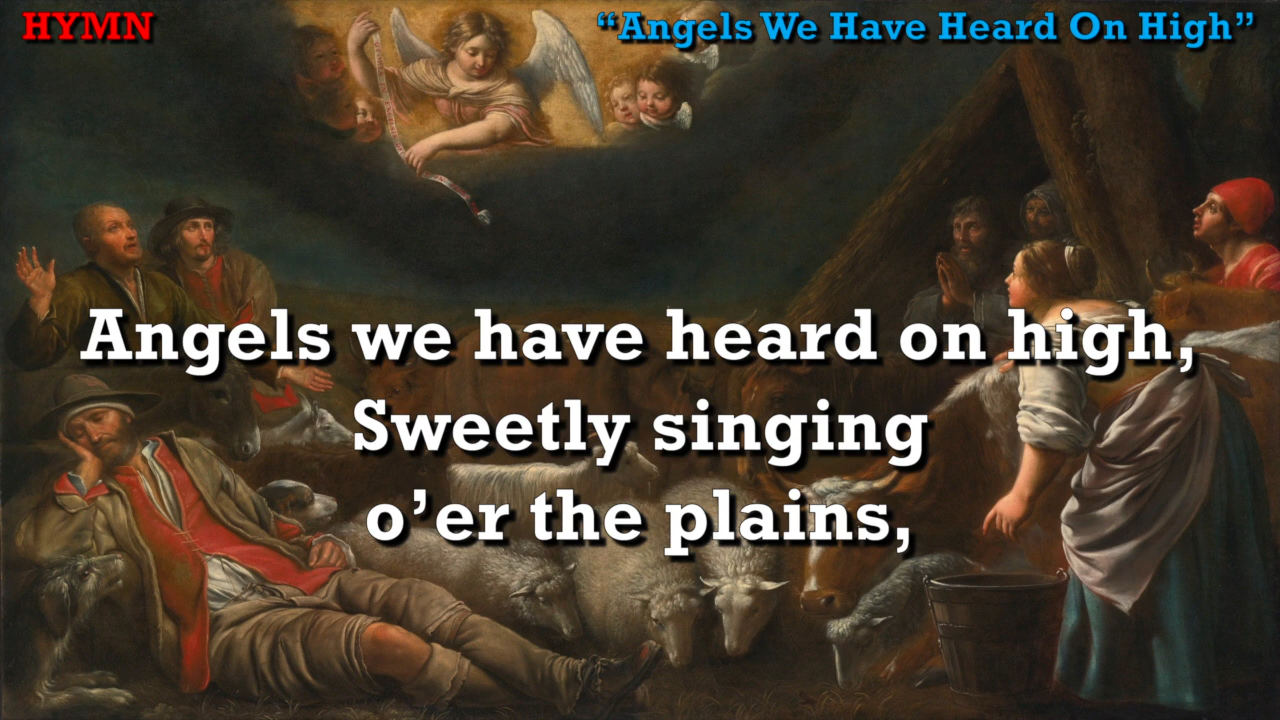 HYMN
“Angels We Have Heard On High”
Angels we have heard on high,
Sweetly singing
o’er the plains,